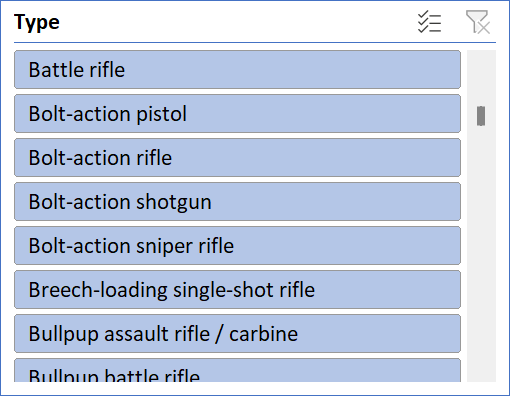 Type
Battle rifle
Bolt-action pistol
Bolt-action rifle
Bolt-action shotgun
Bolt-action sniper rifle
Breech-loading single-shot rifle
Bullpup assault rifle / carbine
Bullpup battle rifle